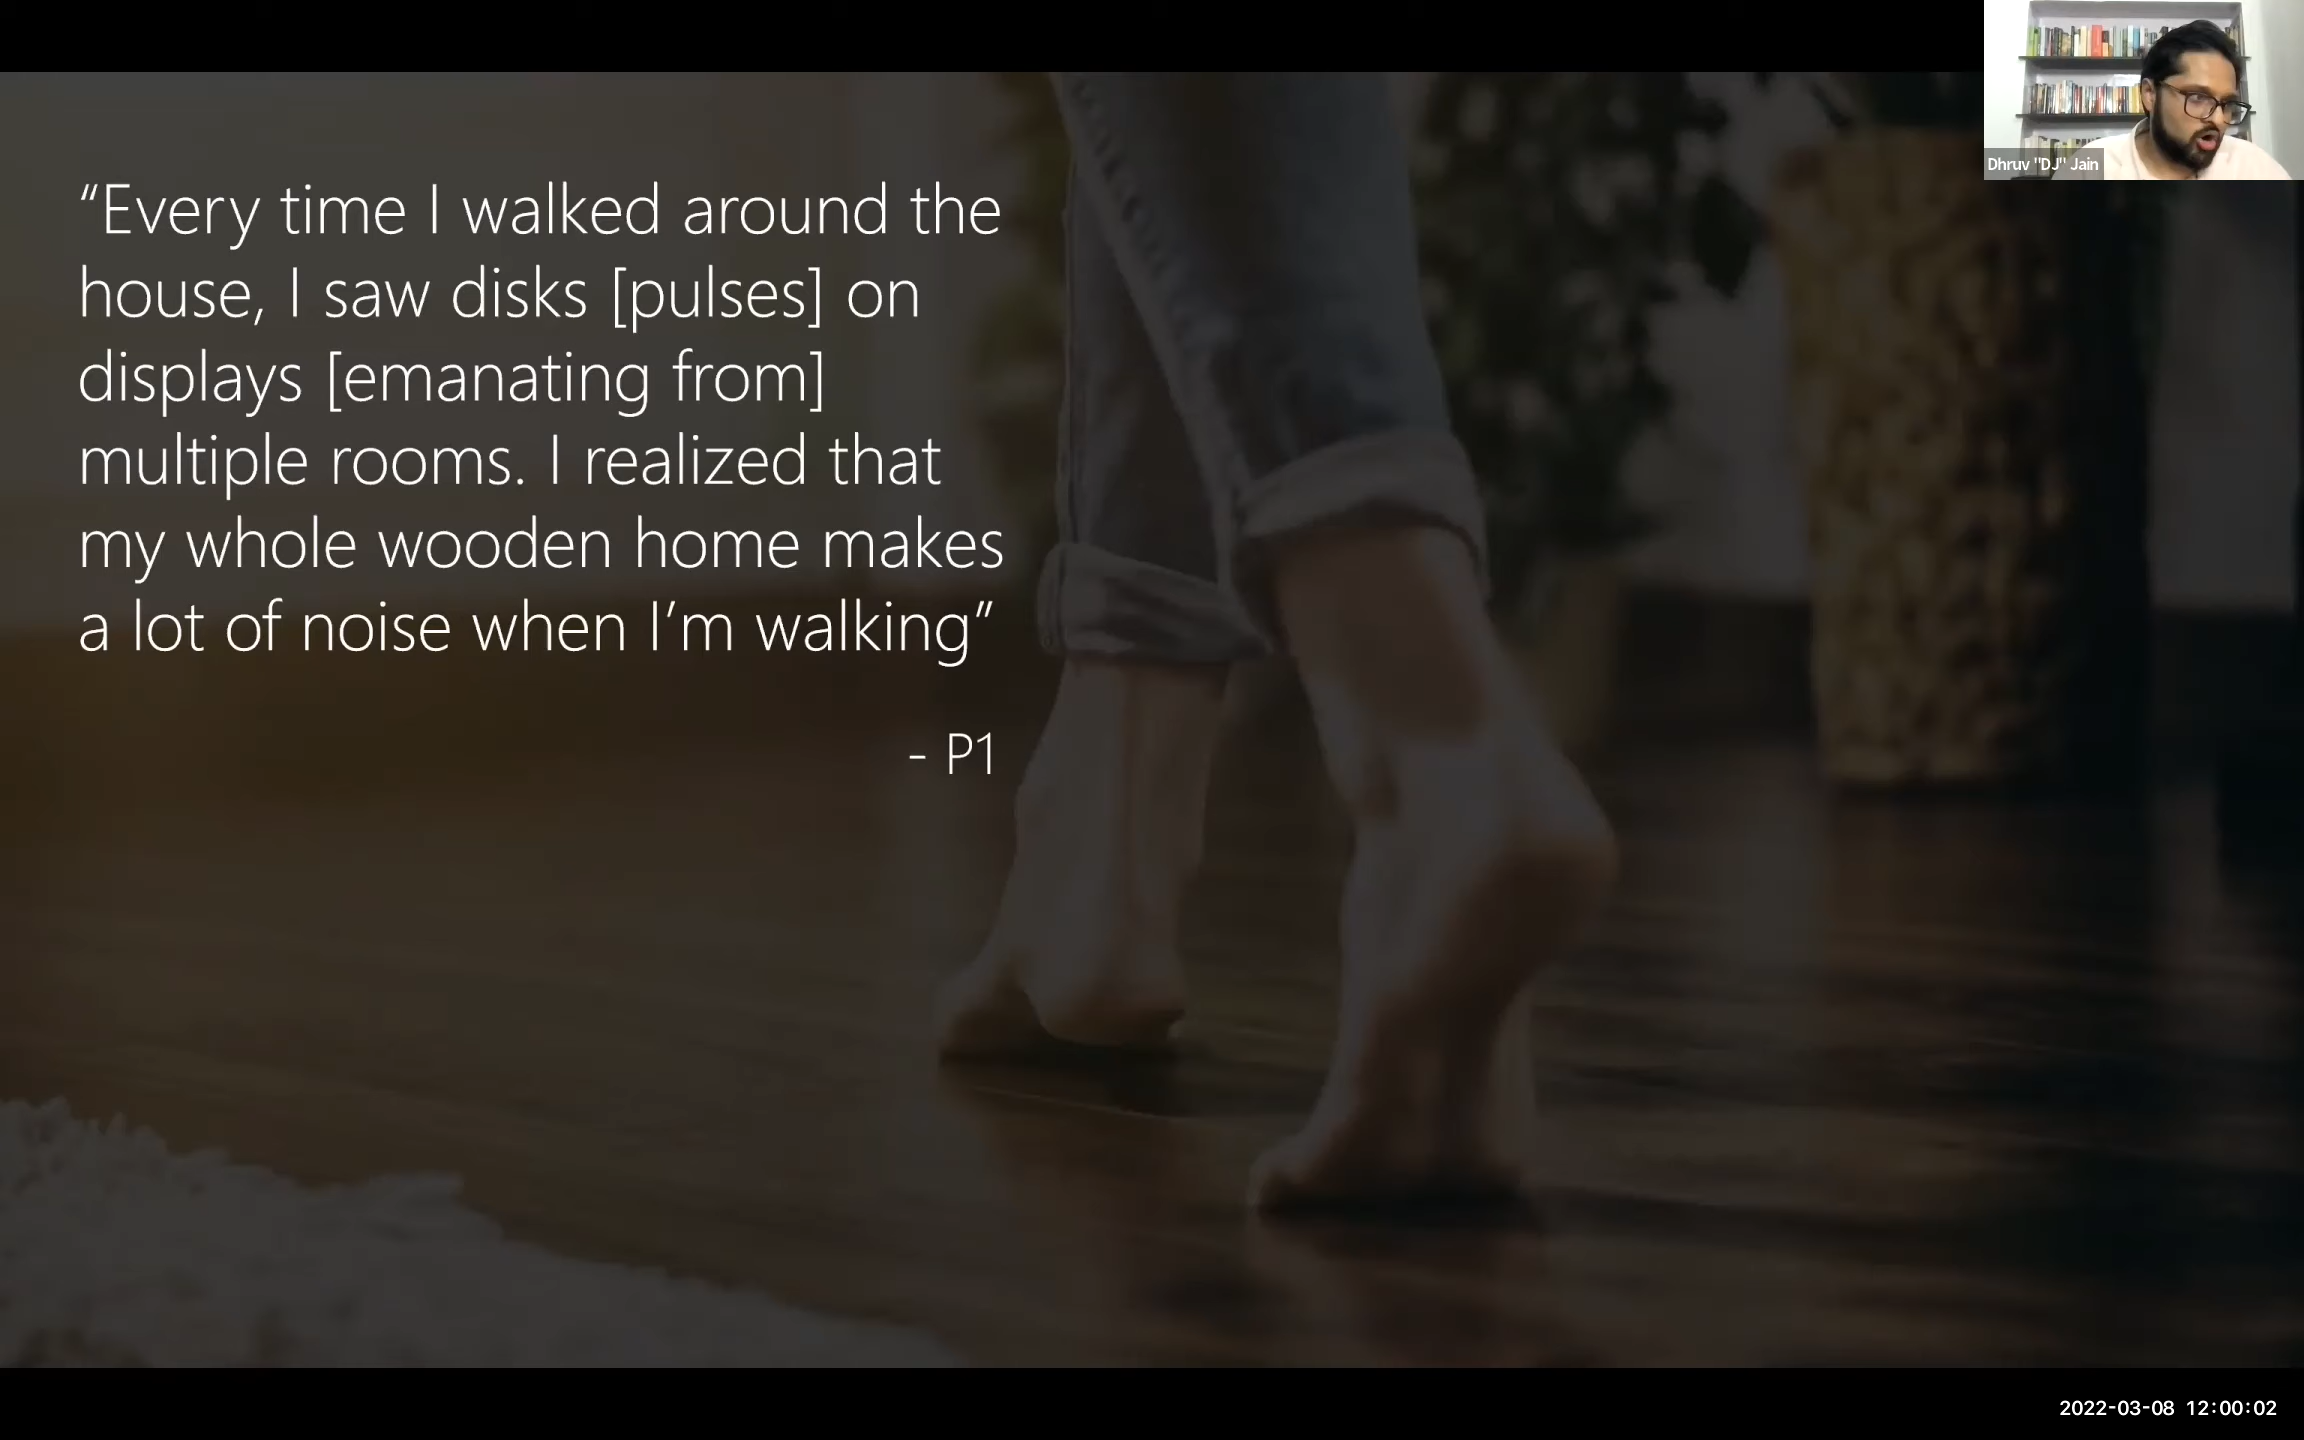 “Every time I walked around the
house, I saw disks [pulses] on
displays [emanating from]
multiple rooms. I realized that
my whole wooden home makes
a lot of noise when I’m walking”
- P1
Dhruv "DJ" Jain
2022-03-08 12:00:02